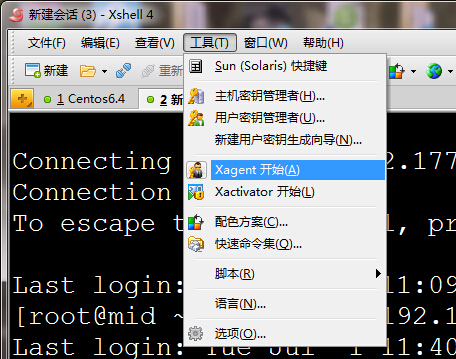 新建会话 (3) - Xshell 4
文件(F) 编辑(E) 查看(V) 工具(T) 窗口(W) 帮助(H)
新建 重新
1 Centos6.4 2 新
Sun (Solaris) 快捷键
主机密钥管理者(H)...
用户密钥管理者(U)...
新建用户密钥生成向导(N)...
Xagent 开始(A)
Xactivator 开始(L)
配色方案(C)...
快速命令集(Q)...
脚本(R)
语言(N)...
选项(O)...
Connecting 2.177
Connection
To escape t l, pr
Last login: 11:09
[root@mid ~ 192.1
Last login: Tue Jul 1 11:40